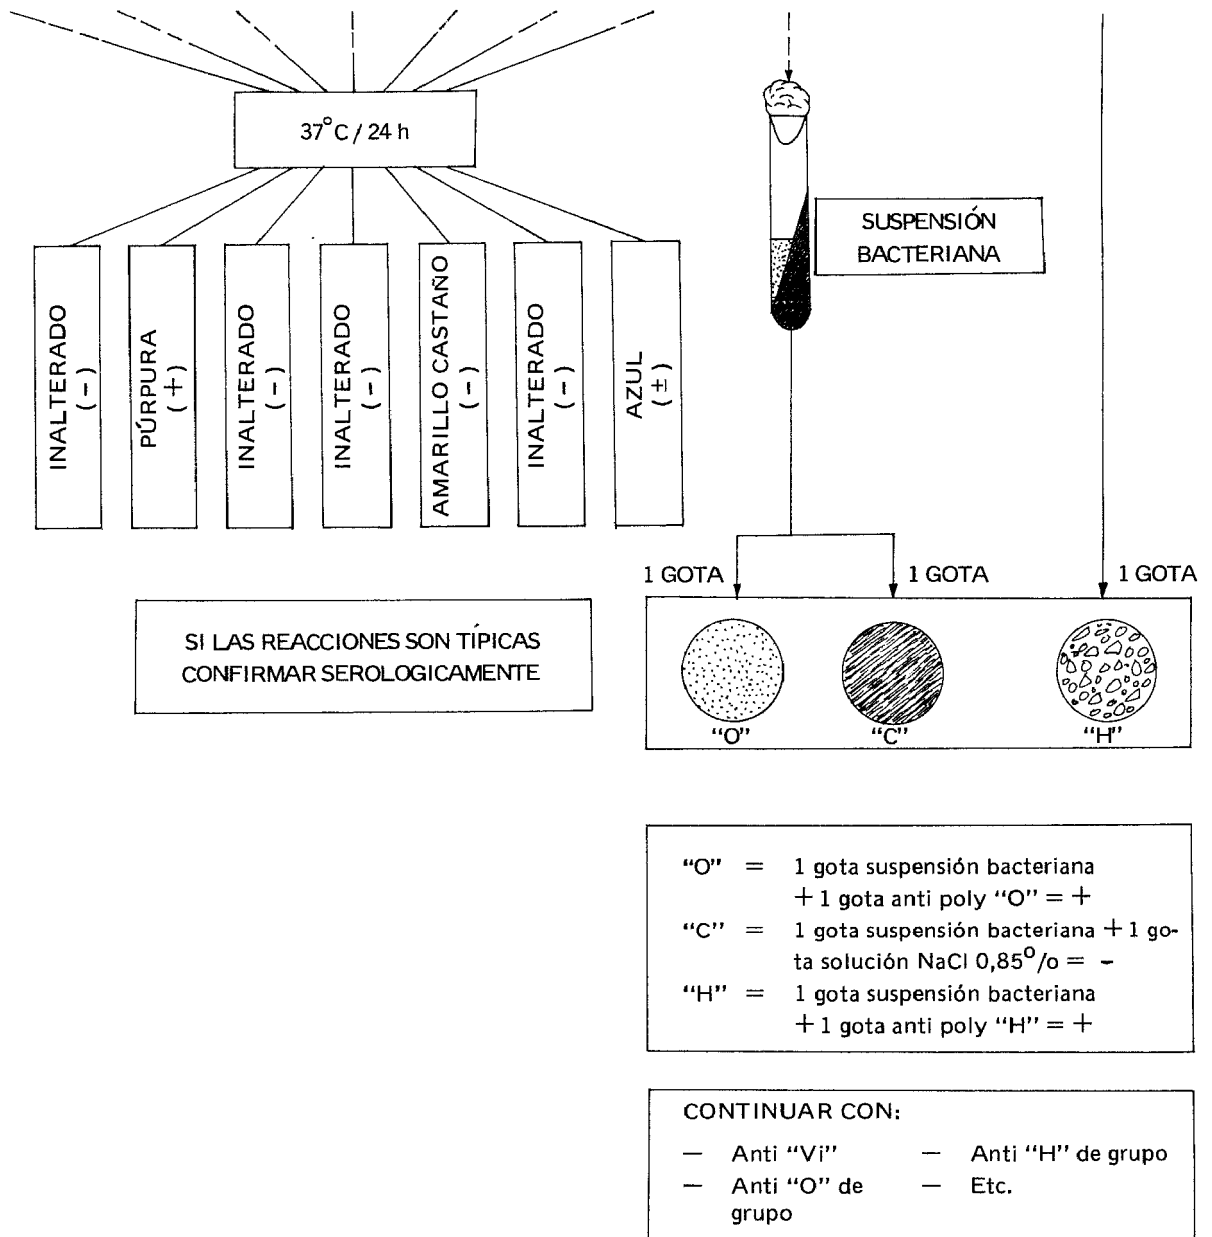 37°C / 24 h
INALTERADO
(-)
PÚRPURA
(+)
INALTERADO
(-)
INALTERADO
(-)
AMARILLO CASTAÑO
(-)
INALTERADO
(-)
AZUL
(±)
SUSPENSIÓN
BACTERIANA
1 GOTA
1 GOTA
1 GOTA
SI LAS REACCIONES SON TÍPICAS
CONFIRMAR SEROLOGICAMENTE
“O”
“C”
“H”
“O” = 1 gota suspensión bacteriana
+ 1 gota anti poly “O” = +
“C” = 1 gota suspensión bacteriana + 1 go-
ta solución NaCl 0,85º/o = -
“H” = 1 gota suspensión bacteriana
+ 1 gota anti poly “H” = +
CONTINUAR CON:
— Anti “Vi” — Anti “H” de grupo
— Anti “O” de — Etc.
grupo